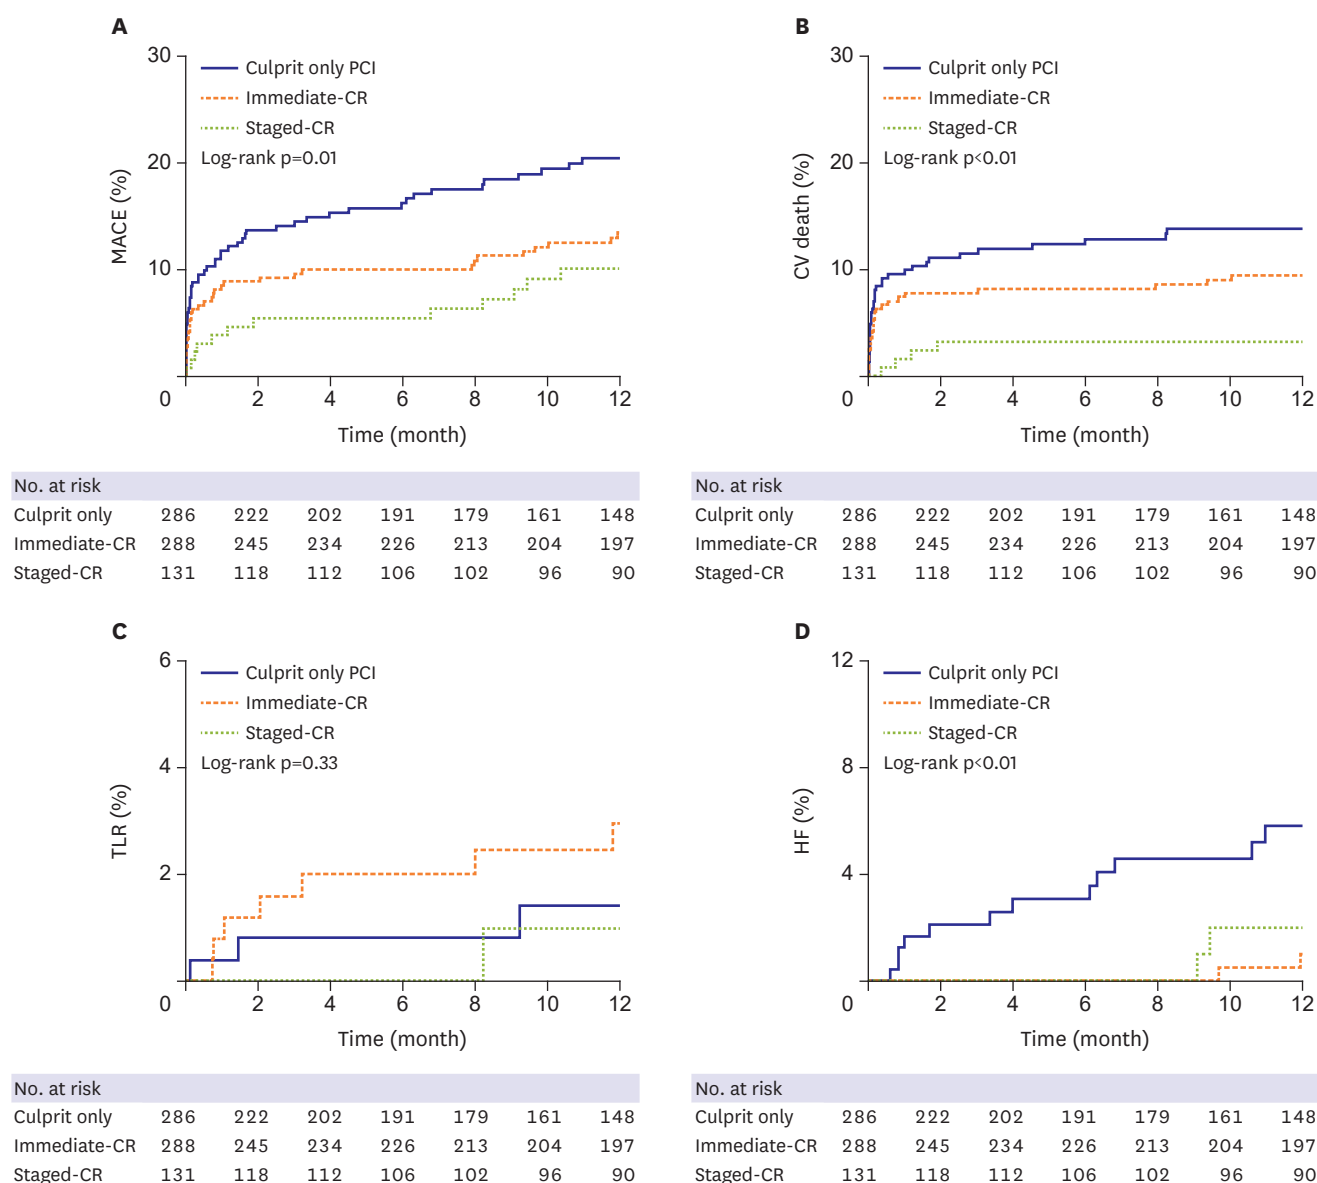 A
MACE (%)
30
20
10
Culprit only PCI
Immediate-CR
Staged-CR
Log-rank p=0.01
0 2 4 6 8 10 12
Time (month)
No. at risk
Culprit only 286 222 202 191 179 161 148
Immediate-CR 288 245 234 226 213 204 197
Staged-CR 131 118 112 106 102 96 90
B
CV death (%)
30
20
10
Culprit only PCI
Immediate-CR
Staged-CR
Log-rank p<0.01
0 2 4 6 8 10 12
Time (month)
No. at risk
Culprit only 286 222 202 191 179 161 148
Immediate-CR 288 245 234 226 213 204 197
Staged-CR 131 118 112 106 102 96 90
C
TLR (%)
6
4
2
Culprit only PCI
Immediate-CR
Staged-CR
Log-rank p=0.33
0 2 4 6 8 10 12
Time (month)
No. at risk
Culprit only 286 222 202 191 179 161 148
Immediate-CR 288 245 234 226 213 204 197
Staged-CR 131 118 112 106 102 96 90
D
HF (%)
12
8
4
Culprit only PCI
Immediate-CR
Staged-CR
Log-rank p<0.01
0 2 4 6 8 10 12
Time (month)
No. at risk
Culprit only 286 222 202 191 179 161 148
Immediate-CR 288 245 234 226 213 204 197
Staged-CR 131 118 112 106 102 96 90